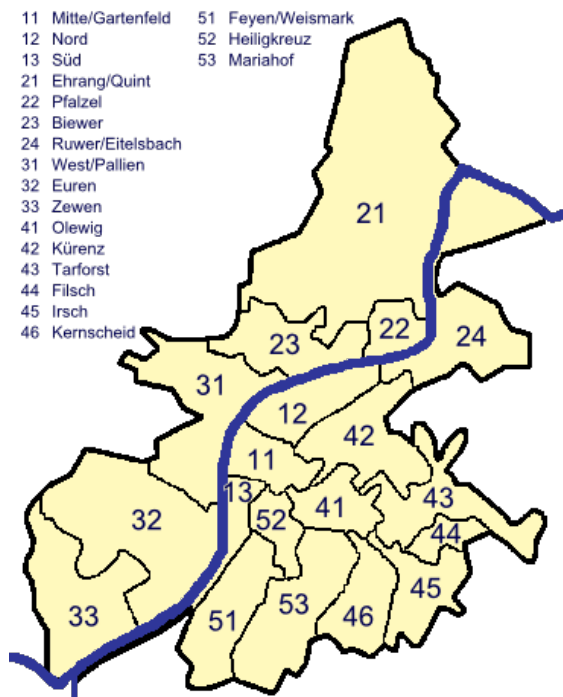 11 Mitte/Gartenfeld
12 Nord
13 Süd
21 Ehrang/Quint
22 Pfalzel
23 Biewer
24 Ruwer/Eitelsbach
31 West/Pallien
32 Euren
33 Zewen
41 Olewig
42 Kürenz
43 Tarforst
44 Filsch
45 Irsch
46 Kernscheid
51 Feyen/Weismark
52 Heiligkreuz
53 Mariahof
21
22
23
24
31
12
42
11
13
41
43
52
44
32
45
33
51
53
46